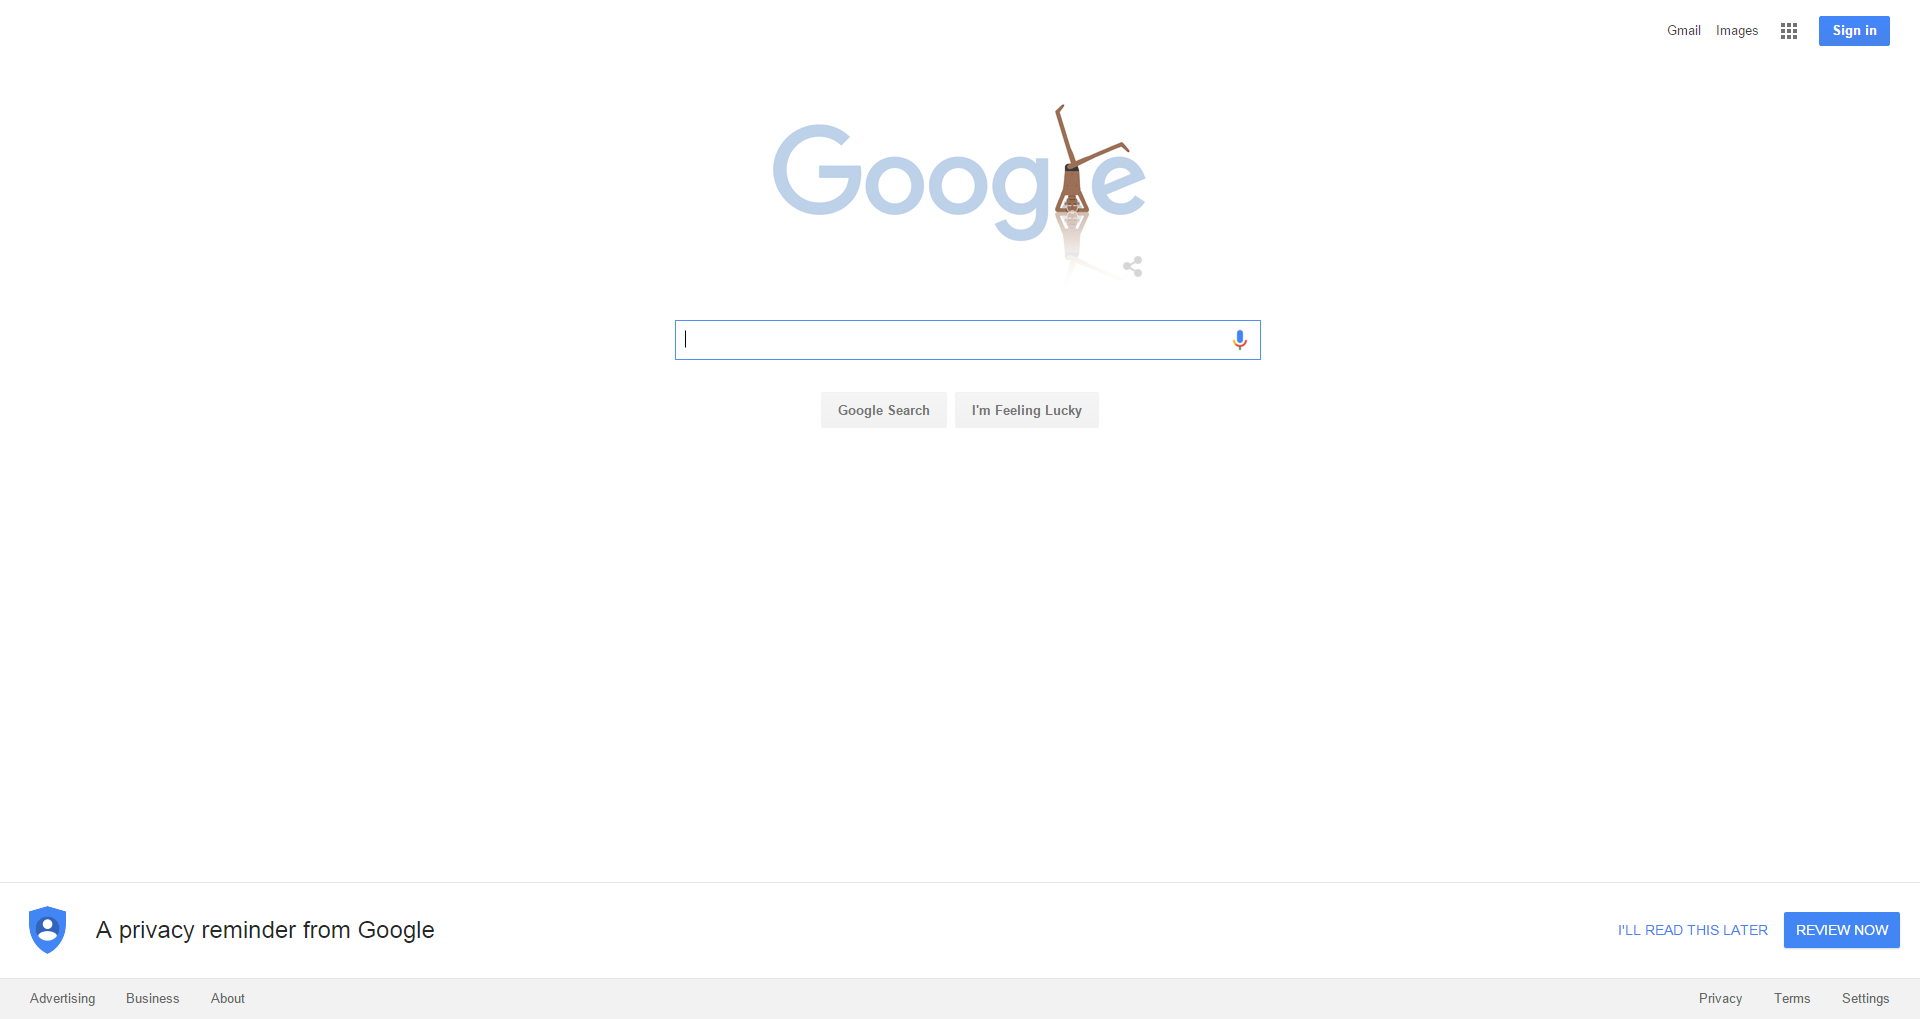 Gmail Images Sign in
Google
Google Search I'm Feeling Lucky
A privacy reminder from Google I'LL READ THIS LATER REVIEW NOW
Advertising Business About Privacy Terms Settings